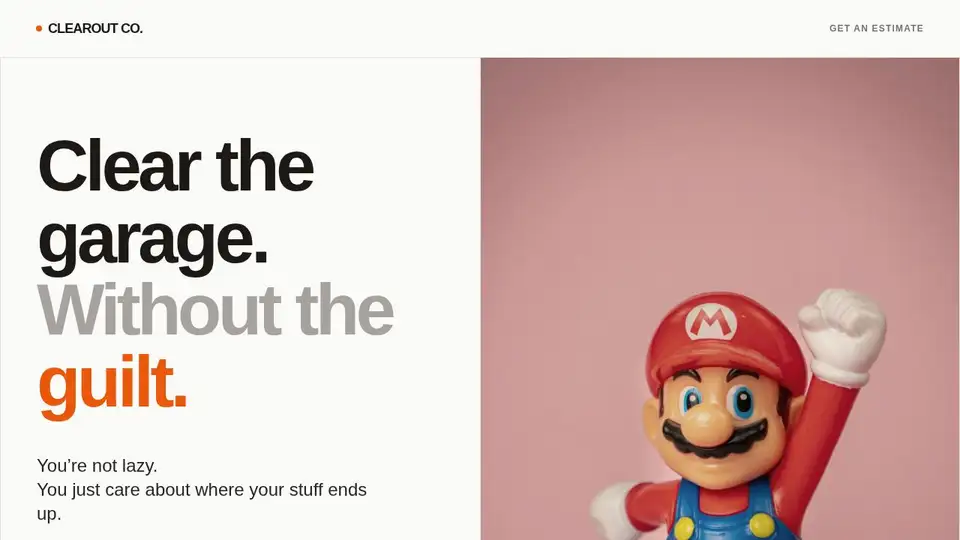 CLEAROUT CO.
GET AN ESTIMATE
Clear the
garage.
Without the
guilt.
You’re not lazy.
You just care about where your stuff ends
up.
M